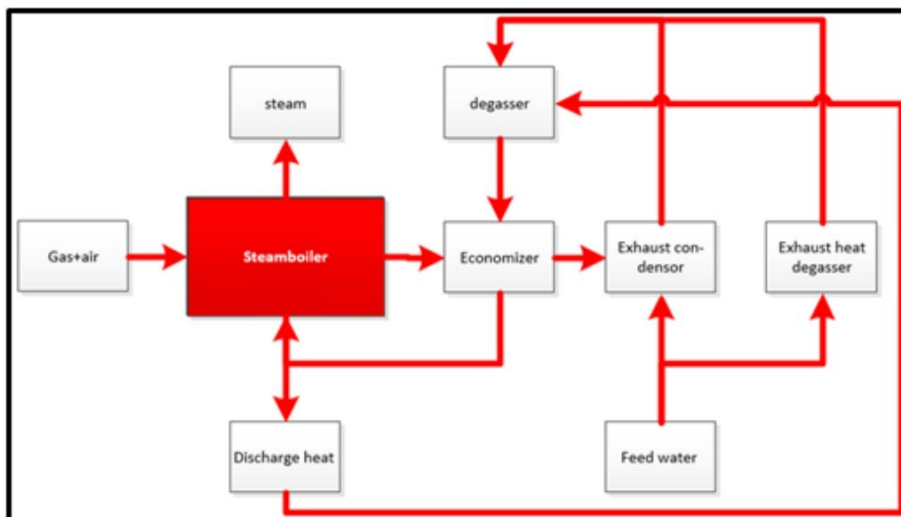 steam
degasser
Gas+air
Steamboiler
Economizer
Exhaust con-
densor
Exhaust heat
degasser
Discharge heat
Feed water